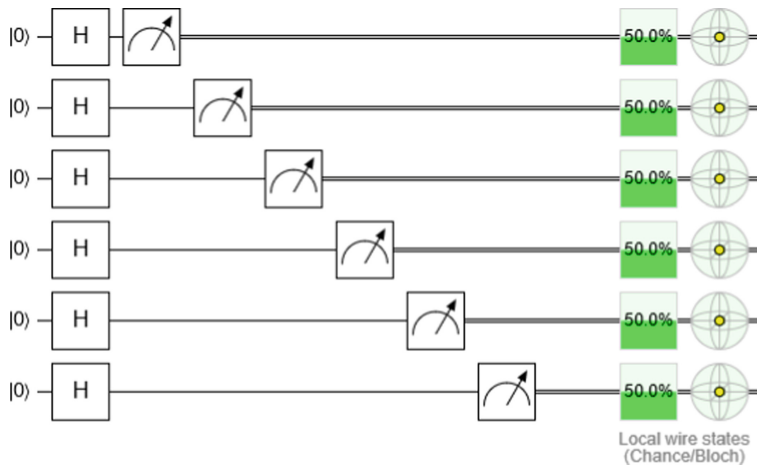 |0⟩ H 50.0%
|0⟩ H 50.0%
|0⟩ H 50.0%
|0⟩ H 50.0%
|0⟩ H 50.0%
|0⟩ H 50.0%
Local wire states
(Chance/Bloch)